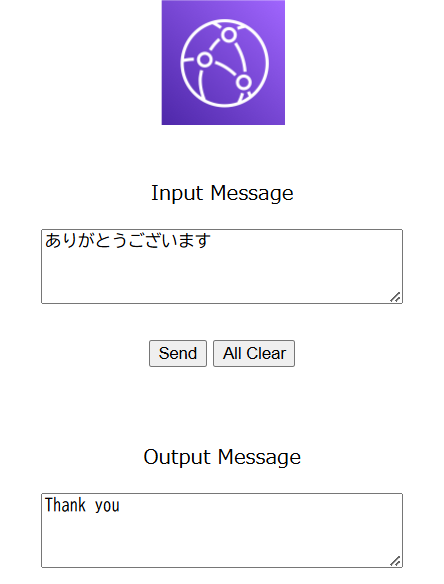 Input Message
ありがとうございます
Send All Clear
Output Message
Thank you